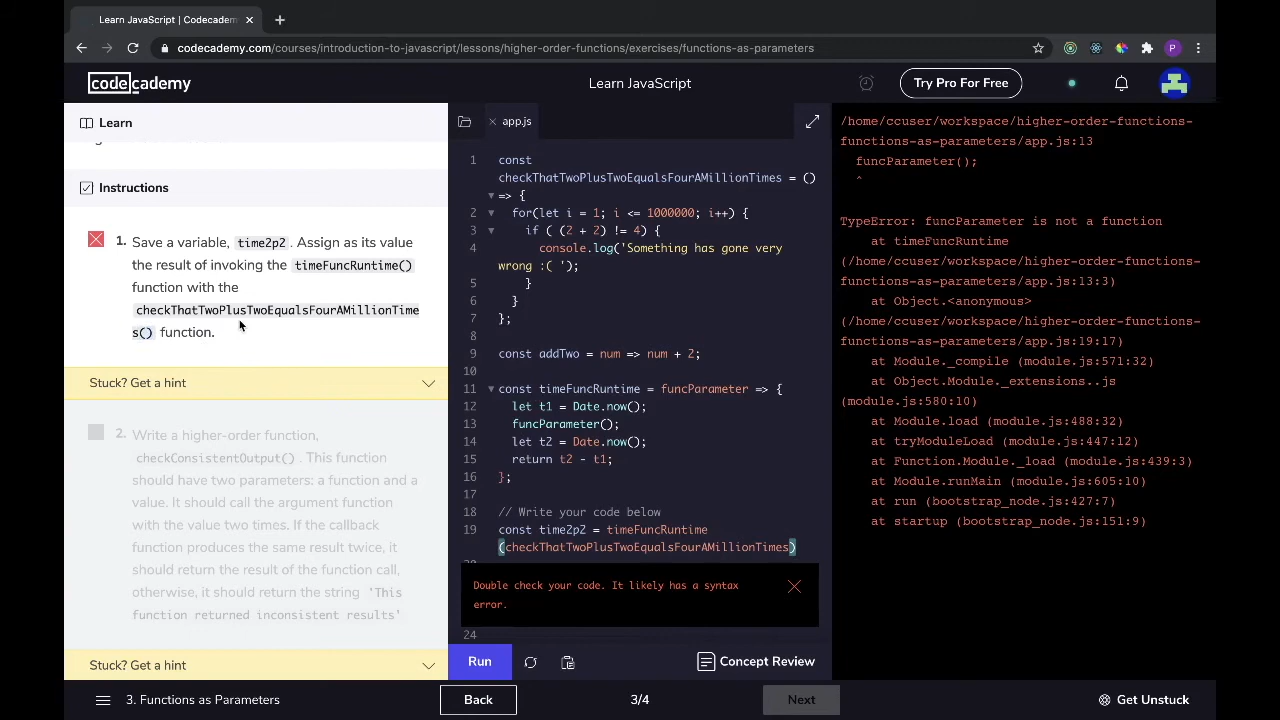 Learn JavaScript | Codecadem
codecademy.com/courses/introduction-to-javascript/lessons/higher-order-functions/exercises/functions-as-parameters
P
codecademy
Learn JavaScript
Try Pro For Free
Learn
Instructions
1. Save a variable, time2p2. Assign as its value
the result of invoking the timeFuncRuntime()
function with the
checkThatTwoPlusTwoEqualsFourAMillionTime
s() function.
Stuck? Get a hint
2. Write a higher-order function,
checkConsistentOutput(). This function
should have two parameters: a function and a
value. It should call the argument function
with the value two times. If the callback
function produces the same result twice, it
should return the result of the function call,
otherwise, it should return the string 'This
function returned inconsistent results'
Stuck? Get a hint
app.js
1 const
checkThatTwoPlusTwoEqualsFourAMillionTimes = ()
=> {
2 for(let i = 1; i <= 1000000; i++) {
3 if ( (2 + 2) != 4) {
4 console.log('Something has gone very
wrong :( ');
5 }
6 }
7 };
8
9 const addTwo = num => num + 2;
10
11 const timeFuncRuntime = funcParameter => {
12 let t1 = Date.now();
13 funcParameter();
14 let t2 = Date.now();
15 return t2 - t1;
16 };
17
18 // Write your code below
19 const time2p2 = timeFuncRuntime
(checkThatTwoPlusTwoEqualsFourAMillionTimes)
Double check your code. It likely has a syntax
error.
24
Run
Concept Review
/home/ccuser/workspace/higher-order-functions-
functions-as-parameters/app.js:13
funcParameter();
^
TypeError: funcParameter is not a function
at timeFuncRuntime
(/home/ccuser/workspace/higher-order-functions-
functions-as-parameters/app.js:13:3)
at Object.<anonymous>
(/home/ccuser/workspace/higher-order-functions-
functions-as-parameters/app.js:19:17)
at Module._compile (module.js:571:32)
at Object.Module._extensions..js
(module.js:580:10)
at Module.load (module.js:488:32)
at tryModuleLoad (module.js:447:12)
at Function.Module._load (module.js:439:3)
at Module.runMain (module.js:605:10)
at run (bootstrap_node.js:427:7)
at startup (bootstrap_node.js:151:9)
3. Functions as Parameters
Back
3/4
Next
Get Unstuck